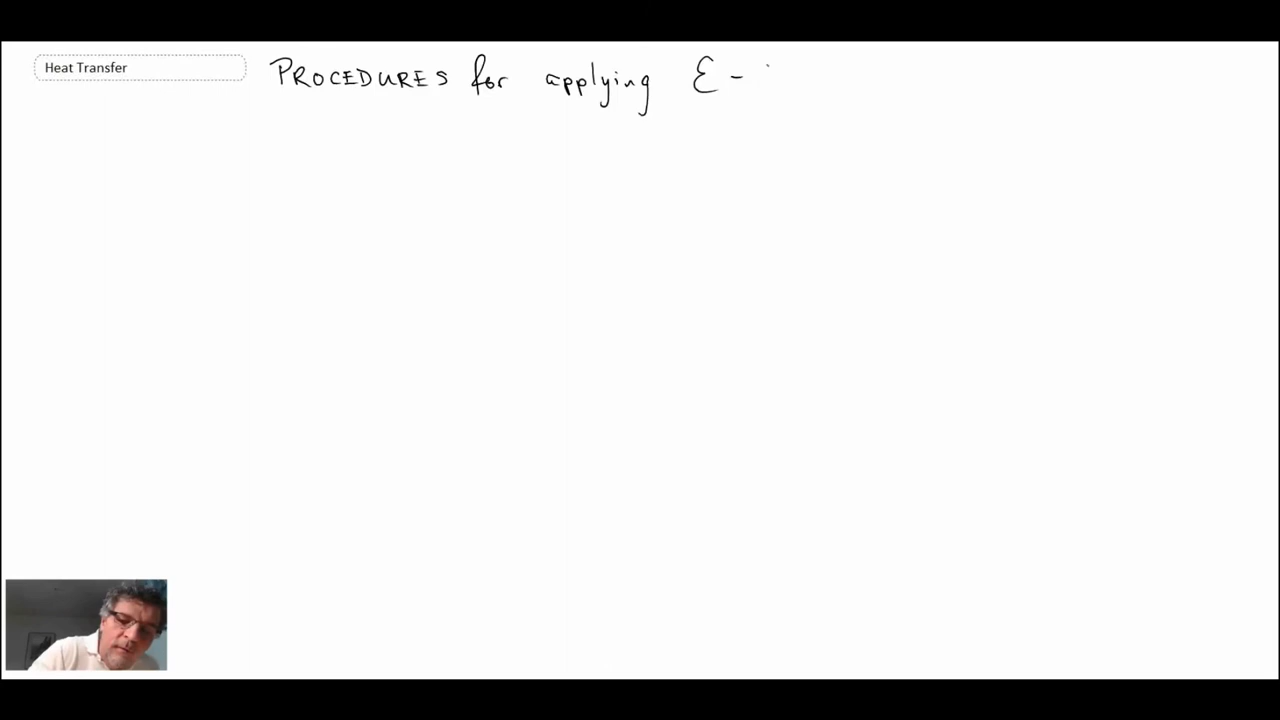 Heat Transfer
PROCEDURES for applying Ɛ -